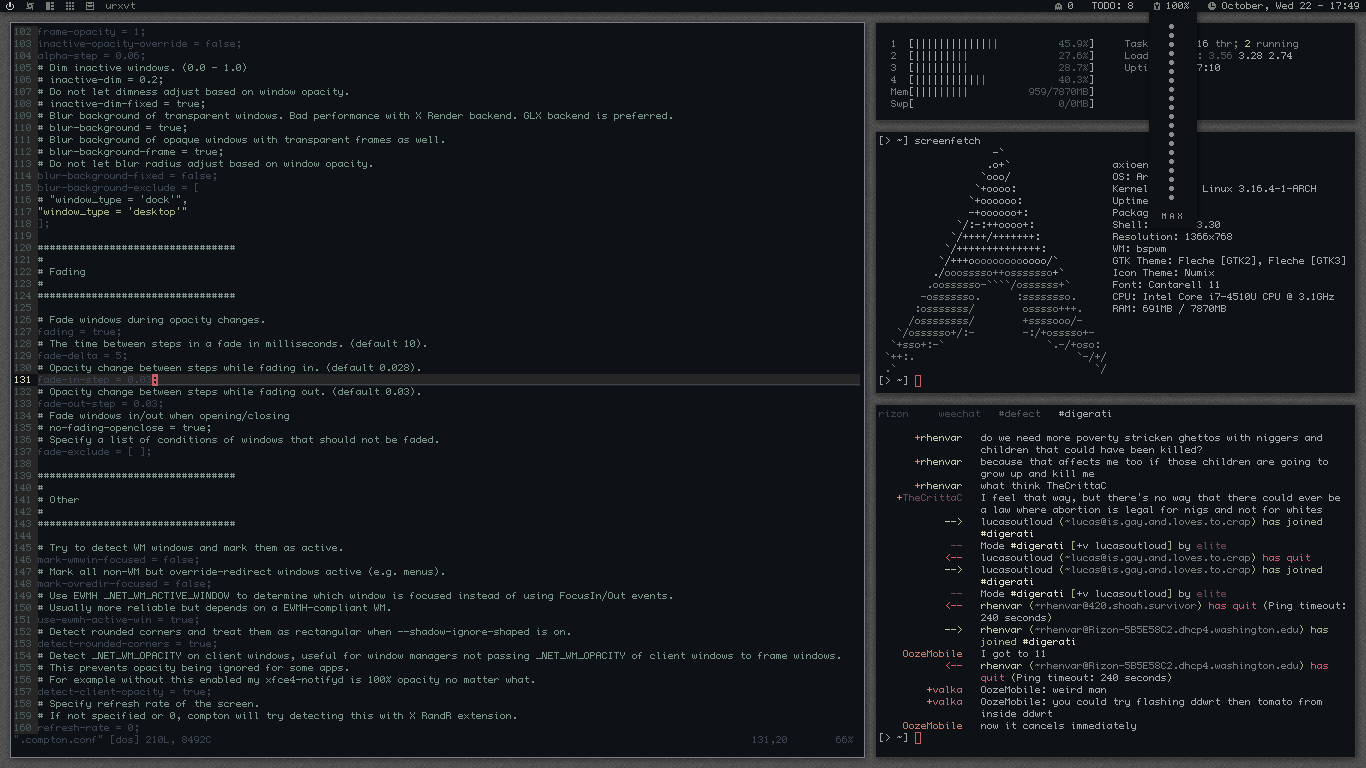 urxvt
0 TODO: 8 100% October, Wed 22 - 17:49
102 frame-opacity = 1;
103 inactive-opacity-override = false;
104 alpha-step = 0.06;
105 # Dim inactive windows. (0.0 - 1.0)
106 # inactive-dim = 0.2;
107 # Do not let dimness adjust based on window opacity.
108 # inactive-dim-fixed = true;
109 # Blur background of transparent windows. Bad performance with X Render backend. GLX backend is preferred.
110 # blur-background = true;
111 # Blur background of opaque windows with transparent frames as well.
112 # blur-background-frame = true;
113 # Do not let blur radius adjust based on window opacity.
114 blur-background-fixed = false;
115 blur-background-exclude = [
116 # "window_type = 'dock'",
117 "window_type = 'desktop'"
118 ];
119
120 #################################
121 #
122 # Fading
123 #
124 #################################
125
126 # Fade windows during opacity changes.
127 fading = true;
128 # The time between steps in a fade in milliseconds. (default 10).
129 fade-delta = 5;
130 # Opacity change between steps while fading in. (default 0.028).
131 fade-in-step = 0.03;
132 # Opacity change between steps while fading out. (default 0.03).
133 fade-out-step = 0.03;
134 # Fade windows in/out when opening/closing
135 # no-fading-openclose = true;
136 # Specify a list of conditions of windows that should not be faded.
137 fade-exclude = [ ];
138
139 #################################
140 #
141 # Other
142 #
143 #################################
144
145 # Try to detect WM windows and mark them as active.
146 mark-wmwin-focused = false;
147 # Mark all non-WM but override-redirect windows active (e.g. menus).
148 mark-ovredir-focused = false;
149 # Use EWMH _NET_WM_ACTIVE_WINDOW to determine which window is focused instead of using FocusIn/Out events.
150 # Usually more reliable but depends on a EWMH-compliant WM.
151 use-ewmh-active-win = true;
152 # Detect rounded corners and treat them as rectangular when --shadow-ignore-shaped is on.
153 detect-rounded-corners = true;
154 # Detect _NET_WM_OPACITY on client windows, useful for window managers not passing _NET_WM_OPACITY of client windows to frame windows.
155 # This prevents opacity being ignored for some apps.
156 # For example without this enabled my xfce4-notifyd is 100% opacity no matter what.
157 detect-client-opacity = true;
158 # Specify refresh rate of the screen.
159 # If not specified or 0, compton will try detecting this with X RandR extension.
160 refresh-rate = 0;
".compton.conf" [dos] 210L, 8492C 131,20 66%
1 [|||||||||||||| 45.9%] Task 16 thr; 2 running
2 [||||||||| 27.6%] Load : 3.56 3.28 2.74
3 [||||||||| 28.7%] Upti 7:10
4 [|||||||||||| 40.3%]
Mem[||||||||| 959/7870MB]
Swp[ 0/0MB]
MAX
[> ~] screenfetch
-`
.o+` axioen
`ooo/ OS: Ar
`+oooo: Kernel Linux 3.16.4-1-ARCH
`+oooooo: Uptime
-+oooooo+: Packag
`/:-:++oooo+: Shell: 3.30
`/++++/+++++++: Resolution: 1366x768
`/++++++++++++++: WM: bspwm
`/+++ooooooooooooo/` GTK Theme: Fleche [GTK2], Fleche [GTK3]
./ooosssso++osssssso+` Icon Theme: Numix
.oossssso-````/ossssss+` Font: Cantarell 11
-osssssso. :ssssssso. CPU: Intel Core i7-4510U CPU @ 3.1GHz
:osssssss/ osssso+++. RAM: 691MB / 7870MB
/ossssssss/ +ssssooo/-
`/ossssso+/:- -:/+osssso+-
`+sso+:-` `.-/+oso:
`++:. `-/+/
.` `/
[> ~]
rizon weechat #defect #digerati
+rhenvar do we need more poverty stricken ghettos with niggers and
children that could have been killed?
+rhenvar because that affects me too if those children are going to
grow up and kill me
+rhenvar what think TheCrittaC
+TheCrittaC I feel that way, but there's no way that there could ever be
a law where abortion is legal for nigs and not for whites
--> lucasoutloud (~lucas@is.gay.and.loves.to.crap) has joined
#digerati
-- Mode #digerati [+v lucasoutloud] by elite
<-- lucasoutloud (~lucas@is.gay.and.loves.to.crap) has quit
--> lucasoutloud (~lucas@is.gay.and.loves.to.crap) has joined
#digerati
-- Mode #digerati [+v lucasoutloud] by elite
<-- rhenvar (~rhenvar@420.shoah.survivor) has quit (Ping timeout:
240 seconds)
--> rhenvar (~rhenvar@Rizon-5B5E58C2.dhcp4.washington.edu) has
joined #digerati
OozeMobile I got to 11
<-- rhenvar (~rhenvar@Rizon-5B5E58C2.dhcp4.washington.edu) has
quit (Ping timeout: 240 seconds)
+valka OozeMobile: weird man
+valka OozeMobile: you could try flashing ddwrt then tomato from
inside ddwrt
OozeMobile now it cancels immediately
[> ~]